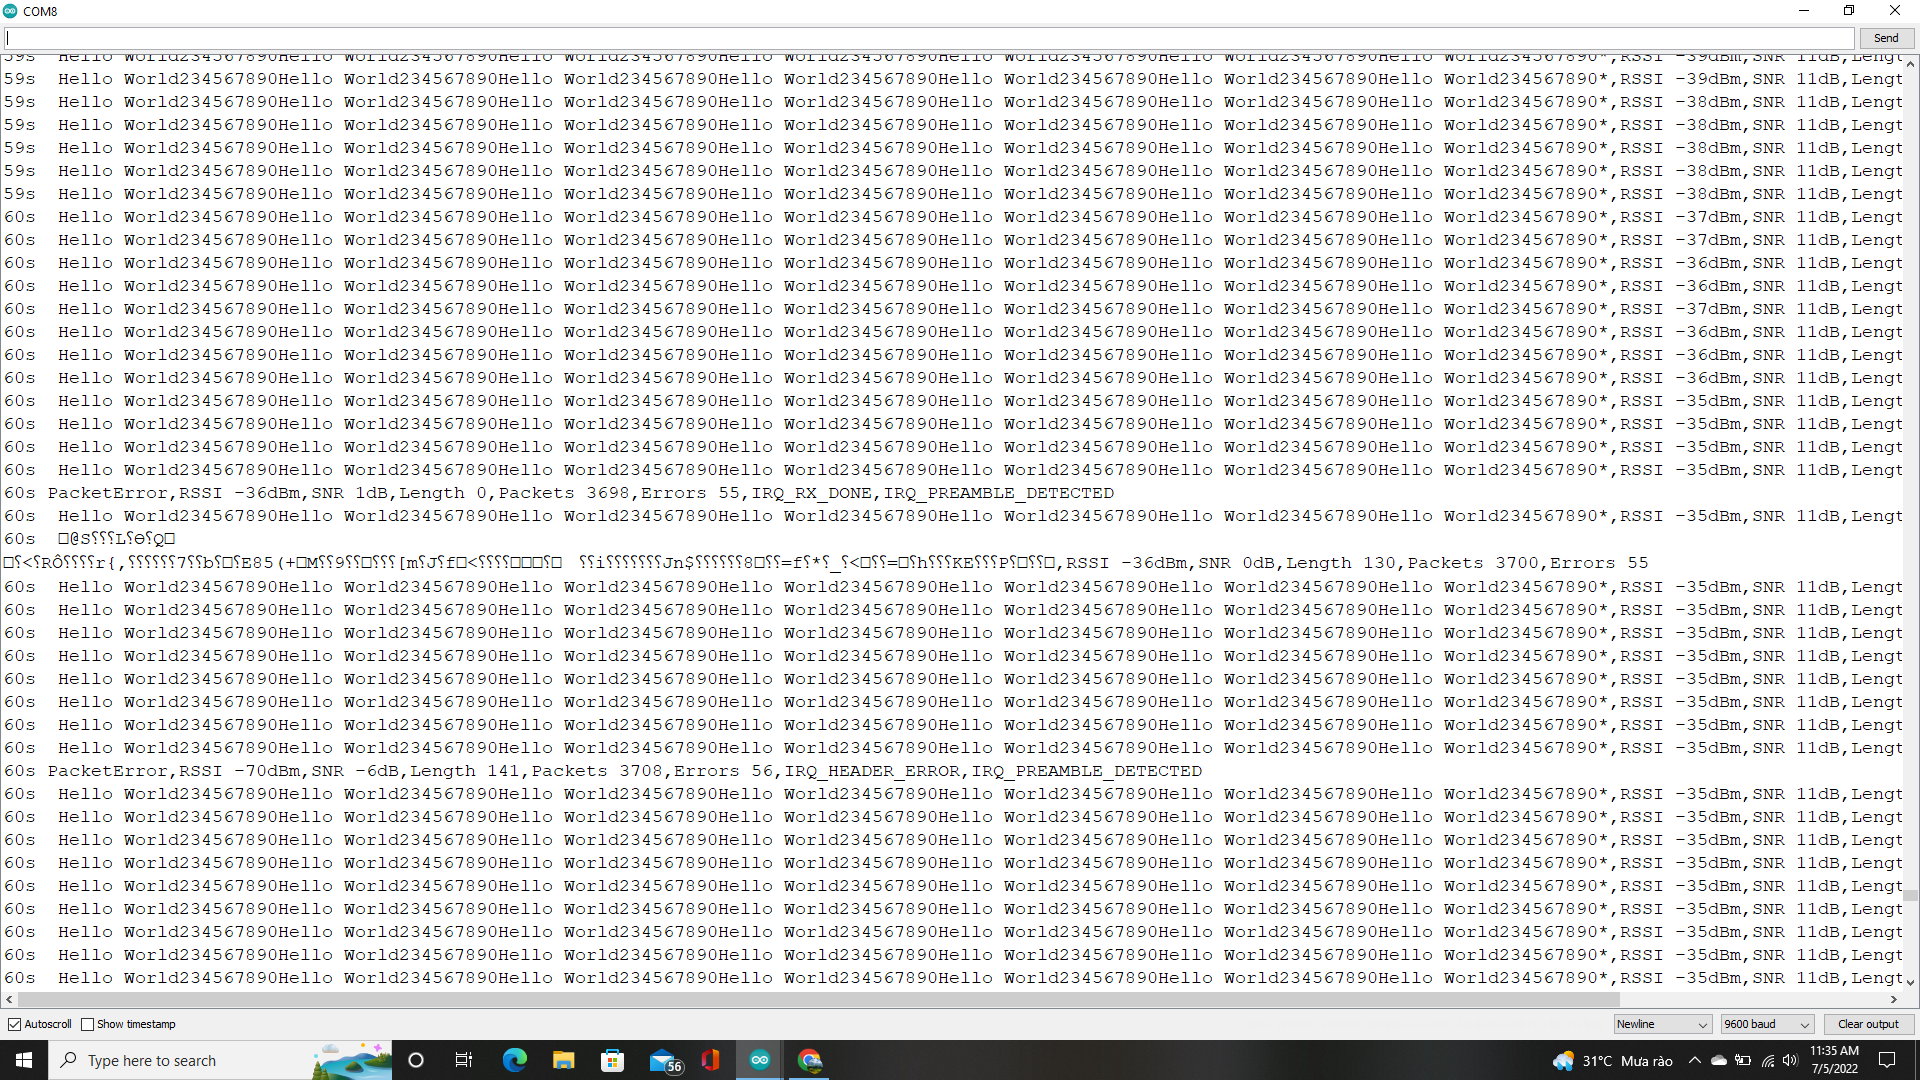 COM8
Send
59s  Hello World234567890Hello World234567890Hello World234567890Hello World234567890Hello World234567890Hello World234567890Hello World234567890*,RSSI -39dBm,SNR 11dB,Lengt
59s  Hello World234567890Hello World234567890Hello World234567890Hello World234567890Hello World234567890Hello World234567890Hello World234567890*,RSSI -39dBm,SNR 11dB,Lengt
59s  Hello World234567890Hello World234567890Hello World234567890Hello World234567890Hello World234567890Hello World234567890Hello World234567890*,RSSI -38dBm,SNR 11dB,Lengt
59s  Hello World234567890Hello World234567890Hello World234567890Hello World234567890Hello World234567890Hello World234567890Hello World234567890*,RSSI -38dBm,SNR 11dB,Lengt
59s  Hello World234567890Hello World234567890Hello World234567890Hello World234567890Hello World234567890Hello World234567890Hello World234567890*,RSSI -38dBm,SNR 11dB,Lengt
59s  Hello World234567890Hello World234567890Hello World234567890Hello World234567890Hello World234567890Hello World234567890Hello World234567890*,RSSI -38dBm,SNR 11dB,Lengt
59s  Hello World234567890Hello World234567890Hello World234567890Hello World234567890Hello World234567890Hello World234567890Hello World234567890*,RSSI -38dBm,SNR 11dB,Lengt
60s  Hello World234567890Hello World234567890Hello World234567890Hello World234567890Hello World234567890Hello World234567890Hello World234567890*,RSSI -37dBm,SNR 11dB,Lengt
60s  Hello World234567890Hello World234567890Hello World234567890Hello World234567890Hello World234567890Hello World234567890Hello World234567890*,RSSI -37dBm,SNR 11dB,Lengt
60s  Hello World234567890Hello World234567890Hello World234567890Hello World234567890Hello World234567890Hello World234567890Hello World234567890*,RSSI -36dBm,SNR 11dB,Lengt
60s  Hello World234567890Hello World234567890Hello World234567890Hello World234567890Hello World234567890Hello World234567890Hello World234567890*,RSSI -36dBm,SNR 11dB,Lengt
60s  Hello World234567890Hello World234567890Hello World234567890Hello World234567890Hello World234567890Hello World234567890Hello World234567890*,RSSI -37dBm,SNR 11dB,Lengt
60s  Hello World234567890Hello World234567890Hello World234567890Hello World234567890Hello World234567890Hello World234567890Hello World234567890*,RSSI -36dBm,SNR 11dB,Lengt
60s  Hello World234567890Hello World234567890Hello World234567890Hello World234567890Hello World234567890Hello World234567890Hello World234567890*,RSSI -36dBm,SNR 11dB,Lengt
60s  Hello World234567890Hello World234567890Hello World234567890Hello World234567890Hello World234567890Hello World234567890Hello World234567890*,RSSI -36dBm,SNR 11dB,Lengt
60s  Hello World234567890Hello World234567890Hello World234567890Hello World234567890Hello World234567890Hello World234567890Hello World234567890*,RSSI -35dBm,SNR 11dB,Lengt
60s  Hello World234567890Hello World234567890Hello World234567890Hello World234567890Hello World234567890Hello World234567890Hello World234567890*,RSSI -35dBm,SNR 11dB,Lengt
60s  Hello World234567890Hello World234567890Hello World234567890Hello World234567890Hello World234567890Hello World234567890Hello World234567890*,RSSI -35dBm,SNR 11dB,Lengt
60s  Hello World234567890Hello World234567890Hello World234567890Hello World234567890Hello World234567890Hello World234567890Hello World234567890*,RSSI -35dBm,SNR 11dB,Lengt
60s PacketError,RSSI -36dBm,SNR 1dB,Length 0,Packets 3698,Errors 55,IRQ_RX_DONE,IRQ_PREAMBLE_DETECTED
60s  Hello World234567890Hello World234567890Hello World234567890Hello World234567890Hello World234567890Hello World234567890Hello World234567890*,RSSI -35dBm,SNR 11dB,Lengt
60s  □@S⸮⸮⸮L⸮Ө⸮Q□
□⸮<⸮RÔ⸮⸮⸮⸮r{,⸮⸮⸮⸮⸮⸮7⸮⸮b⸮□⸮E85(+□M⸮⸮9⸮⸮□⸮⸮⸮[m⸮J⸮f□<⸮⸮⸮⸮□□□⸮□  ⸮⸮i⸮⸮⸮⸮⸮⸮⸮Jn$⸮⸮⸮⸮⸮⸮8□⸮⸮=f⸮*⸮_⸮<□⸮⸮=□⸮h⸮⸮⸮KE⸮⸮⸮P⸮□⸮⸮□,RSSI -36dBm,SNR 0dB,Length 130,Packets 3700,Errors 55
60s  Hello World234567890Hello World234567890Hello World234567890Hello World234567890Hello World234567890Hello World234567890Hello World234567890*,RSSI -35dBm,SNR 11dB,Lengt
60s  Hello World234567890Hello World234567890Hello World234567890Hello World234567890Hello World234567890Hello World234567890Hello World234567890*,RSSI -35dBm,SNR 11dB,Lengt
60s  Hello World234567890Hello World234567890Hello World234567890Hello World234567890Hello World234567890Hello World234567890Hello World234567890*,RSSI -35dBm,SNR 11dB,Lengt
60s  Hello World234567890Hello World234567890Hello World234567890Hello World234567890Hello World234567890Hello World234567890Hello World234567890*,RSSI -35dBm,SNR 11dB,Lengt
60s  Hello World234567890Hello World234567890Hello World234567890Hello World234567890Hello World234567890Hello World234567890Hello World234567890*,RSSI -35dBm,SNR 11dB,Lengt
60s  Hello World234567890Hello World234567890Hello World234567890Hello World234567890Hello World234567890Hello World234567890Hello World234567890*,RSSI -35dBm,SNR 11dB,Lengt
60s  Hello World234567890Hello World234567890Hello World234567890Hello World234567890Hello World234567890Hello World234567890Hello World234567890*,RSSI -35dBm,SNR 11dB,Lengt
60s  Hello World234567890Hello World234567890Hello World234567890Hello World234567890Hello World234567890Hello World234567890Hello World234567890*,RSSI -35dBm,SNR 11dB,Lengt
60s PacketError,RSSI -70dBm,SNR -6dB,Length 141,Packets 3708,Errors 56,IRQ_HEADER_ERROR,IRQ_PREAMBLE_DETECTED
60s  Hello World234567890Hello World234567890Hello World234567890Hello World234567890Hello World234567890Hello World234567890Hello World234567890*,RSSI -35dBm,SNR 11dB,Lengt
60s  Hello World234567890Hello World234567890Hello World234567890Hello World234567890Hello World234567890Hello World234567890Hello World234567890*,RSSI -35dBm,SNR 11dB,Lengt
60s  Hello World234567890Hello World234567890Hello World234567890Hello World234567890Hello World234567890Hello World234567890Hello World234567890*,RSSI -35dBm,SNR 11dB,Lengt
60s  Hello World234567890Hello World234567890Hello World234567890Hello World234567890Hello World234567890Hello World234567890Hello World234567890*,RSSI -35dBm,SNR 11dB,Lengt
60s  Hello World234567890Hello World234567890Hello World234567890Hello World234567890Hello World234567890Hello World234567890Hello World234567890*,RSSI -35dBm,SNR 11dB,Lengt
60s  Hello World234567890Hello World234567890Hello World234567890Hello World234567890Hello World234567890Hello World234567890Hello World234567890*,RSSI -35dBm,SNR 11dB,Lengt
60s  Hello World234567890Hello World234567890Hello World234567890Hello World234567890Hello World234567890Hello World234567890Hello World234567890*,RSSI -35dBm,SNR 11dB,Lengt
60s  Hello World234567890Hello World234567890Hello World234567890Hello World234567890Hello World234567890Hello World234567890Hello World234567890*,RSSI -35dBm,SNR 11dB,Lengt
60s  Hello World234567890Hello World234567890Hello World234567890Hello World234567890Hello World234567890Hello World234567890Hello World234567890*,RSSI -35dBm,SNR 11dB,Lengt
Autoscroll Show timestamp Newline 9600 baud Clear output
Type here to search 56 31°C Mưa rào 11:35 AM
7/5/2022